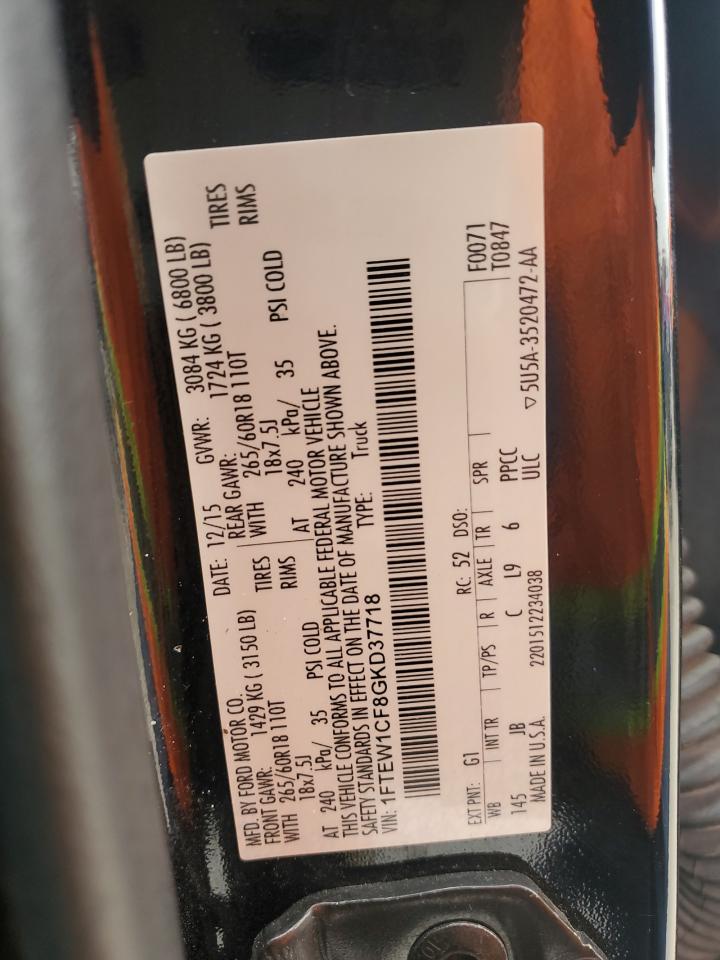 MFD. BY FORD MOTOR CO. DATE: 12/15 GVWR: 3084 KG ( 6800 LB)
FRONT GAWR: 1429 KG ( 3150 LB) REAR GAWR: 1724 KG ( 3800 LB)
WITH 265/60R18 110T TIRES WITH 265/60R18 110T TIRES
18x7.5J RIMS 18x7.5J RIMS
AT 240 kPa/ 35 PSI COLD AT 240 kPa/ 35 PSI COLD
THIS VEHICLE CONFORMS TO ALL APPLICABLE FEDERAL MOTOR VEHICLE
SAFETY STANDARDS IN EFFECT ON THE DATE OF MANUFACTURE SHOWN ABOVE.
VIN: 1FTEW1CF8GKD37718 TYPE: Truck
EXT PNT: G1 RC: 52 DSO: F0071
WB INT TR TP/PS R AXLE TR SPR T0847
145 JB C L9 6 PPCC
MADE IN U.S.A. 2201512234038 ULC ▽5U5A-3520472-AA